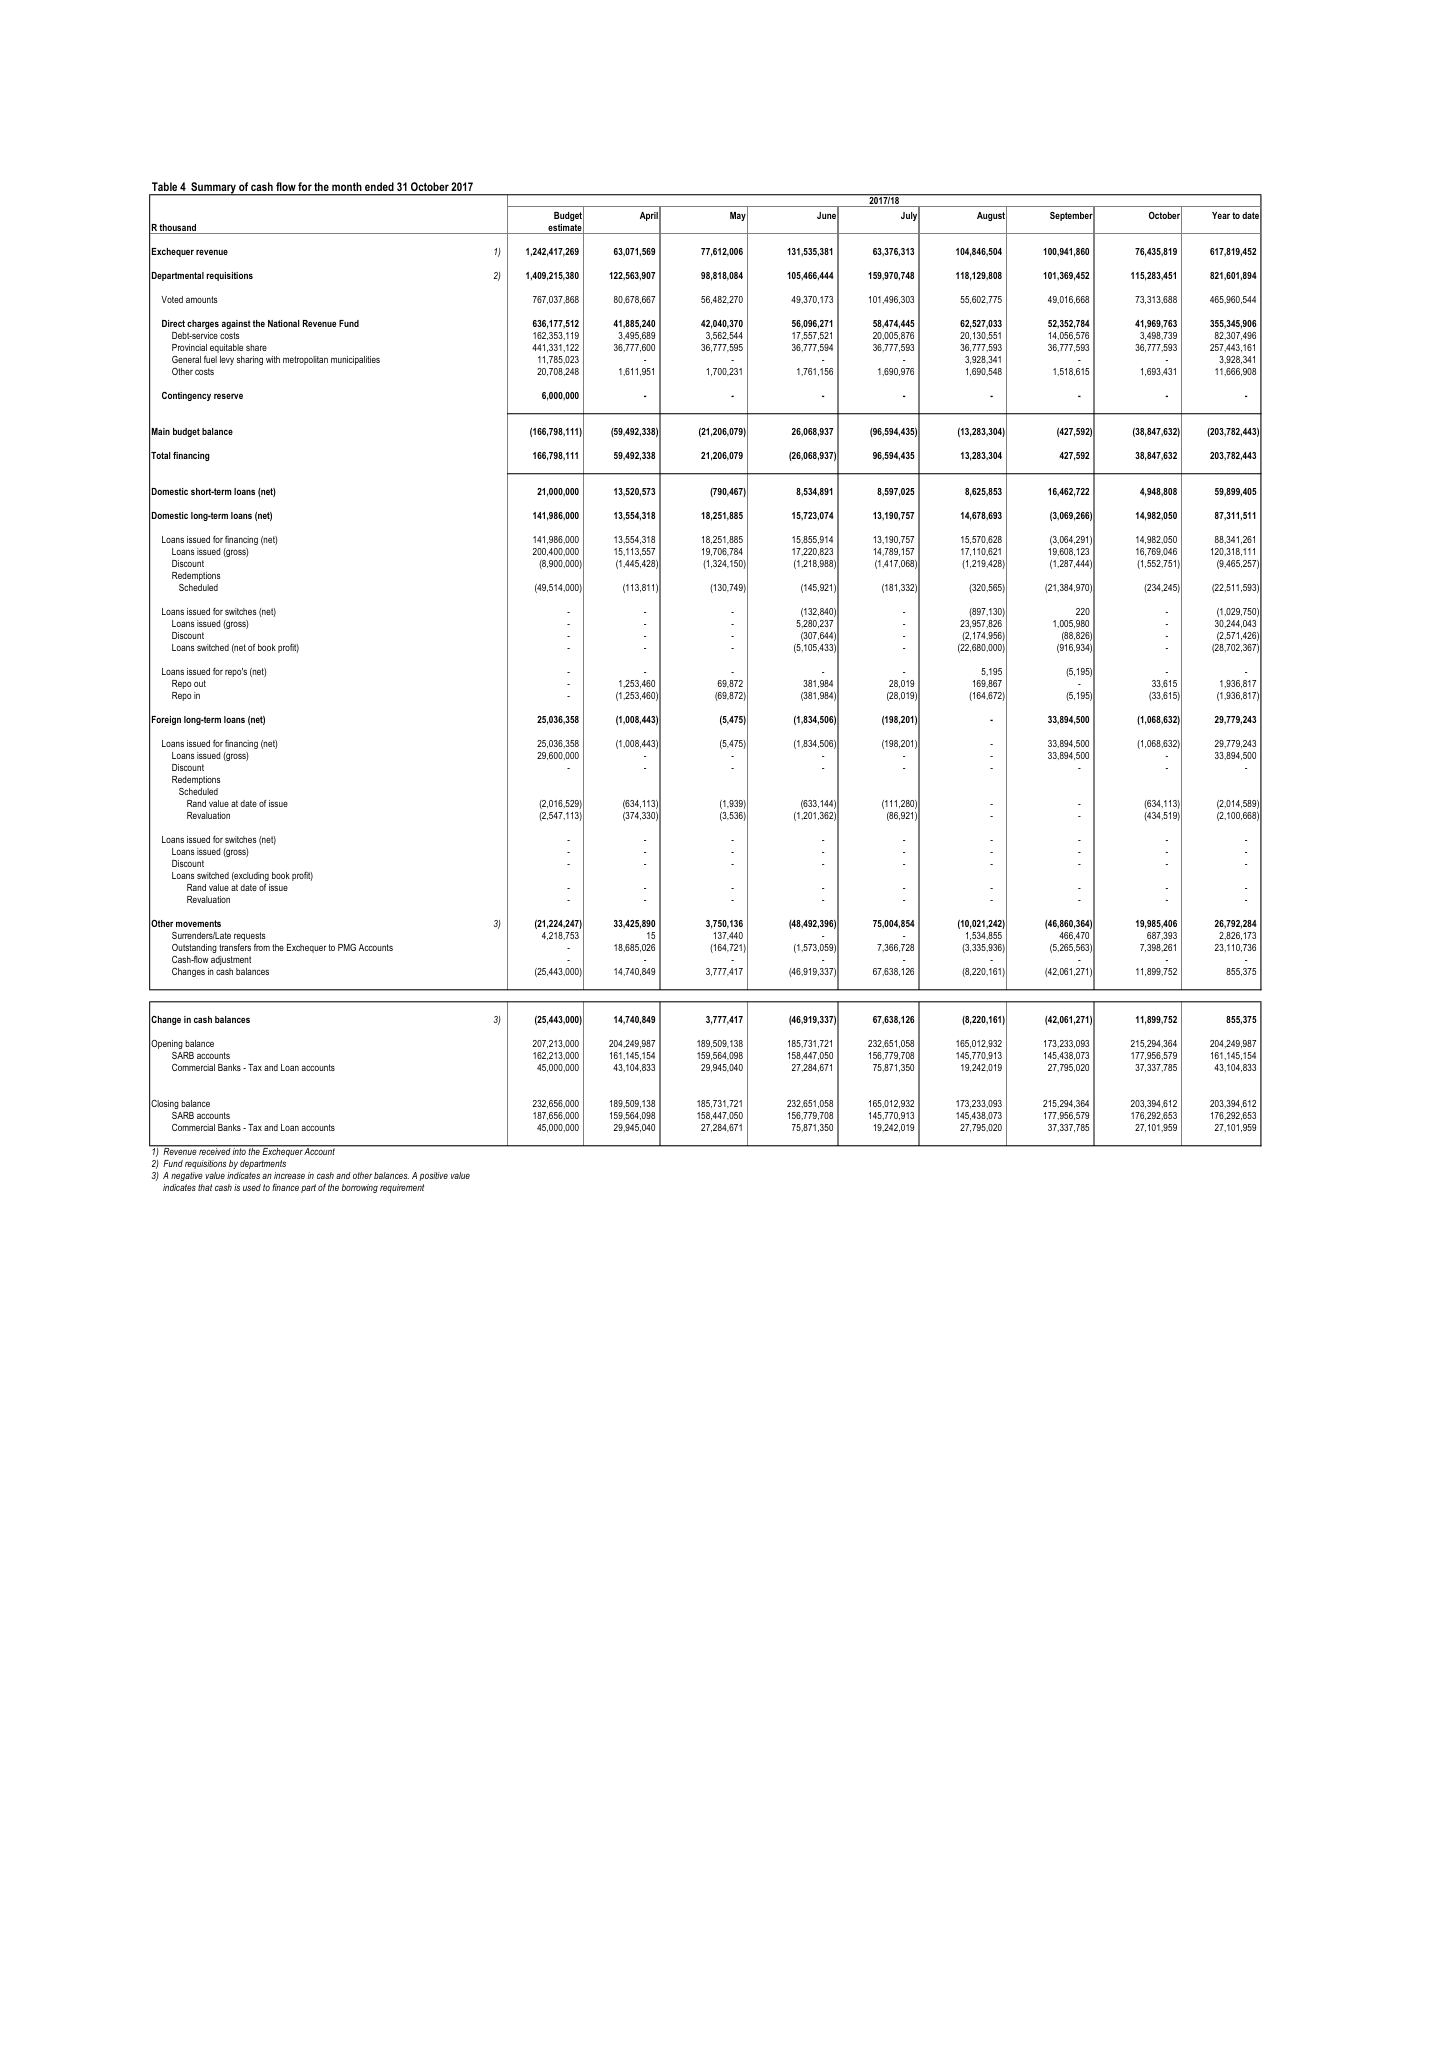 Table 4 Summary of cash flow for the month ended 31 October 2017
2017/18
Budget April May June July August September October Year to date
R thousand estimate
Exchequer revenue 1) 1,242,417,269 63,071,569 77,612,006 131,535,381 63,376,313 104,846,504 100,941,860 76,435,819 617,819,452
Departmental requisitions 2) 1,409,215,380 122,563,907 98,818,084 105,466,444 159,970,748 118,129,808 101,369,452 115,283,451 821,601,894
Voted amounts 767,037,868 80,678,667 56,482,270 49,370,173 101,496,303 55,602,775 49,016,668 73,313,688 465,960,544
Direct charges against the National Revenue Fund 636,177,512 41,885,240 42,040,370 56,096,271 58,474,445 62,527,033 52,352,784 41,969,763 355,345,906
Debt-service costs 162,353,119 3,495,689 3,562,544 17,557,521 20,005,876 20,130,551 14,056,576 3,498,739 82,307,496
Provincial equitable share 441,331,122 36,777,600 36,777,595 36,777,594 36,777,593 36,777,593 36,777,593 36,777,593 257,443,161
General fuel levy sharing with metropolitan municipalities 11,785,023 - - - - 3,928,341 - - 3,928,341
Other costs 20,708,248 1,611,951 1,700,231 1,761,156 1,690,976 1,690,548 1,518,615 1,693,431 11,666,908
Contingency reserve 6,000,000 - - - - - - - -
Main budget balance (166,798,111) (59,492,338) (21,206,079) 26,068,937 (96,594,435) (13,283,304) (427,592) (38,847,632) (203,782,443)
Total financing 166,798,111 59,492,338 21,206,079 (26,068,937) 96,594,435 13,283,304 427,592 38,847,632 203,782,443
Domestic short-term loans (net) 21,000,000 13,520,573 (790,467) 8,534,891 8,597,025 8,625,853 16,462,722 4,948,808 59,899,405
Domestic long-term loans (net) 141,986,000 13,554,318 18,251,885 15,723,074 13,190,757 14,678,693 (3,069,266) 14,982,050 87,311,511
Loans issued for financing (net) 141,986,000 13,554,318 18,251,885 15,855,914 13,190,757 15,570,628 (3,064,291) 14,982,050 88,341,261
Loans issued (gross) 200,400,000 15,113,557 19,706,784 17,220,823 14,789,157 17,110,621 19,608,123 16,769,046 120,318,111
Discount (8,900,000) (1,445,428) (1,324,150) (1,218,988) (1,417,068) (1,219,428) (1,287,444) (1,552,751) (9,465,257)
Redemptions
Scheduled (49,514,000) (113,811) (130,749) (145,921) (181,332) (320,565) (21,384,970) (234,245) (22,511,593)
Loans issued for switches (net) - - - (132,840) - (897,130) 220 - (1,029,750)
Loans issued (gross) - - - 5,280,237 - 23,957,826 1,005,980 - 30,244,043
Discount - - - (307,644) - (2,174,956) (88,826) - (2,571,426)
Loans switched (net of book profit) - - - (5,105,433) - (22,680,000) (916,934) - (28,702,367)
Loans issued for repo's (net) - - - - - 5,195 (5,195) - -
Repo out - 1,253,460 69,872 381,984 28,019 169,867 - 33,615 1,936,817
Repo in - (1,253,460) (69,872) (381,984) (28,019) (164,672) (5,195) (33,615) (1,936,817)
Foreign long-term loans (net) 25,036,358 (1,008,443) (5,475) (1,834,506) (198,201) - 33,894,500 (1,068,632) 29,779,243
Loans issued for financing (net) 25,036,358 (1,008,443) (5,475) (1,834,506) (198,201) - 33,894,500 (1,068,632) 29,779,243
Loans issued (gross) 29,600,000 - - - - - 33,894,500 - 33,894,500
Discount - - - - - - - - -
Redemptions
Scheduled
Rand value at date of issue (2,016,529) (634,113) (1,939) (633,144) (111,280) - - (634,113) (2,014,589)
Revaluation (2,547,113) (374,330) (3,536) (1,201,362) (86,921) - - (434,519) (2,100,668)
Loans issued for switches (net) - - - - - - - - -
Loans issued (gross) - - - - - - - - -
Discount - - - - - - - - -
Loans switched (excluding book profit)
Rand value at date of issue - - - - - - - - -
Revaluation - - - - - - - - -
Other movements 3) (21,224,247) 33,425,890 3,750,136 (48,492,396) 75,004,854 (10,021,242) (46,860,364) 19,985,406 26,792,284
Surrenders/Late requests 4,218,753 15 137,440 - - 1,534,855 466,470 687,393 2,826,173
Outstanding transfers from the Exchequer to PMG Accounts - 18,685,026 (164,721) (1,573,059) 7,366,728 (3,335,936) (5,265,563) 7,398,261 23,110,736
Cash-flow adjustment - - - - - - - - -
Changes in cash balances (25,443,000) 14,740,849 3,777,417 (46,919,337) 67,638,126 (8,220,161) (42,061,271) 11,899,752 855,375
Change in cash balances 3) (25,443,000) 14,740,849 3,777,417 (46,919,337) 67,638,126 (8,220,161) (42,061,271) 11,899,752 855,375
Opening balance 207,213,000 204,249,987 189,509,138 185,731,721 232,651,058 165,012,932 173,233,093 215,294,364 204,249,987
SARB accounts 162,213,000 161,145,154 159,564,098 158,447,050 156,779,708 145,770,913 145,438,073 177,956,579 161,145,154
Commercial Banks - Tax and Loan accounts 45,000,000 43,104,833 29,945,040 27,284,671 75,871,350 19,242,019 27,795,020 37,337,785 43,104,833
Closing balance 232,656,000 189,509,138 185,731,721 232,651,058 165,012,932 173,233,093 215,294,364 203,394,612 203,394,612
SARB accounts 187,656,000 159,564,098 158,447,050 156,779,708 145,770,913 145,438,073 177,956,579 176,292,653 176,292,653
Commercial Banks - Tax and Loan accounts 45,000,000 29,945,040 27,284,671 75,871,350 19,242,019 27,795,020 37,337,785 27,101,959 27,101,959
1) Revenue received into the Exchequer Account
2) Fund requisitions by departments
3) A negative value indicates an increase in cash and other balances. A positive value
indicates that cash is used to finance part of the borrowing requirement